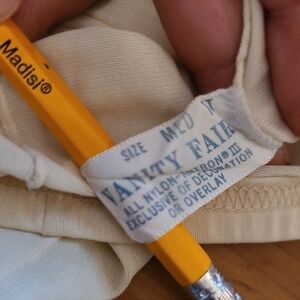 Madisi®
SIZE MED T
VANITY FAIR
ALL NYLON-ANTRON® III
EXCLUSIVE OF DECORATION
OR OVERLAY